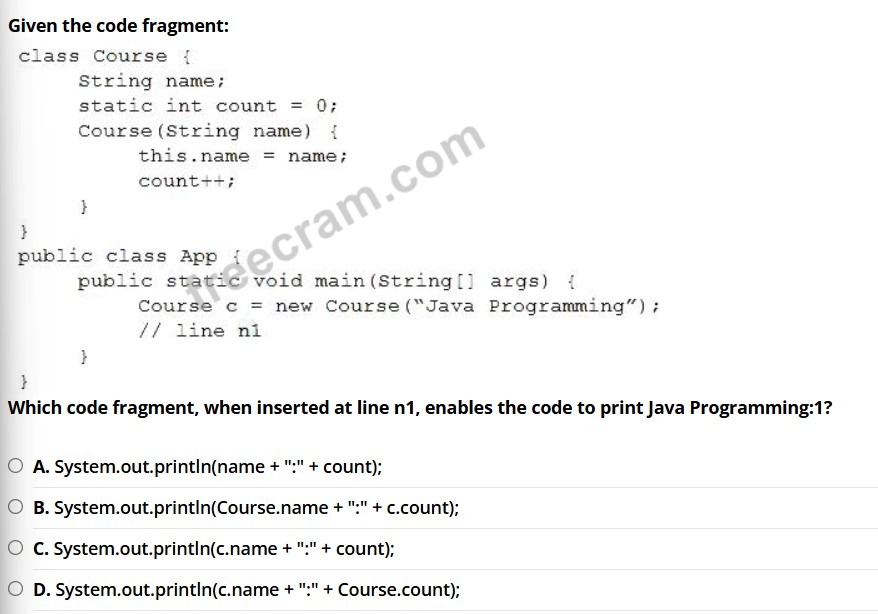 Given the code fragment:
class Course {
String name;
static int count = 0;
Course(String name) {
this.name = name;
count++;
}
}
public class App {
public static void main(String[] args) {
Course c = new Course(“Java Programming”);
// line n1
}
}
freecram.com
Which code fragment, when inserted at line n1, enables the code to print Java Programming:1?
A. System.out.println(name + ":" + count);
B. System.out.println(Course.name + ":" + c.count);
C. System.out.println(c.name + ":" + count);
D. System.out.println(c.name + ":" + Course.count);